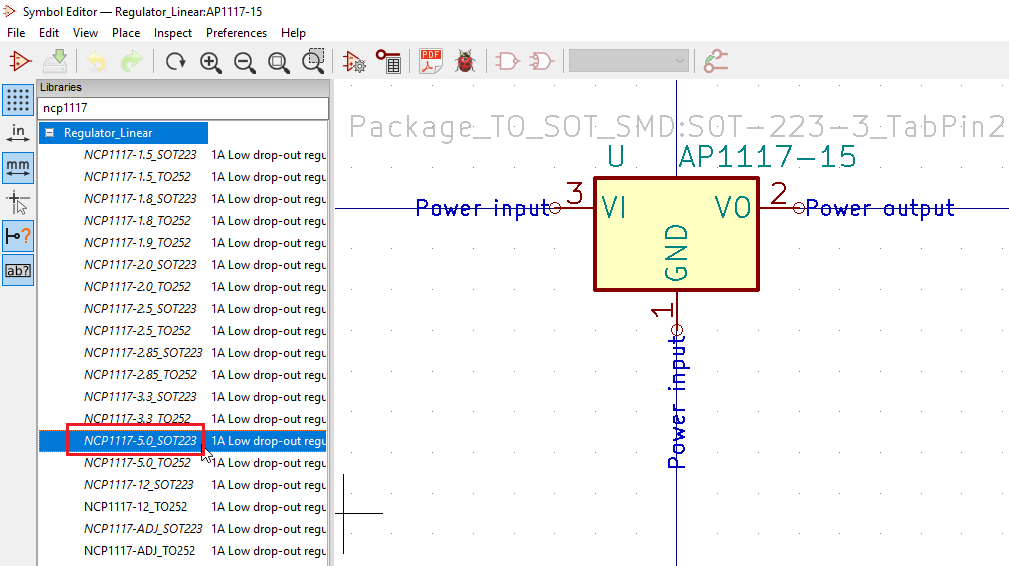 Symbol Editor — Regulator_Linear:AP1117-15
File Edit View Place Inspect Preferences Help
PDF
Libraries
ncp1117
in
mm
?
ab?
Regulator_Linear
NCP1117-1.5_SOT223 1A Low drop-out regu
NCP1117-1.5_TO252 1A Low drop-out regu
NCP1117-1.8_SOT223 1A Low drop-out regu
NCP1117-1.8_TO252 1A Low drop-out regu
NCP1117-1.9_TO252 1A Low drop-out regu
NCP1117-2.0_SOT223 1A Low drop-out regu
NCP1117-2.0_TO252 1A Low drop-out regu
NCP1117-2.5_SOT223 1A Low drop-out regu
NCP1117-2.5_TO252 1A Low drop-out regu
NCP1117-2.85_SOT223 1A Low drop-out regu
NCP1117-2.85_TO252 1A Low drop-out regu
NCP1117-3.3_SOT223 1A Low drop-out regu
NCP1117-3.3_TO252 1A Low drop-out regu
NCP1117-5.0_SOT223 1A Low drop-out regu
NCP1117-5.0_TO252 1A Low drop-out regu
NCP1117-12_SOT223 1A Low drop-out regu
NCP1117-12_TO252 1A Low drop-out regu
NCP1117-ADJ_SOT223 1A Low drop-out regu
NCP1117-ADJ_TO252 1A Low drop-out regu
Package_TO_SOT_SMD:SOT-223-3_TabPin2
U AP1117-15
Power input 3 VI VO 2 Power output
GND
1
Power input